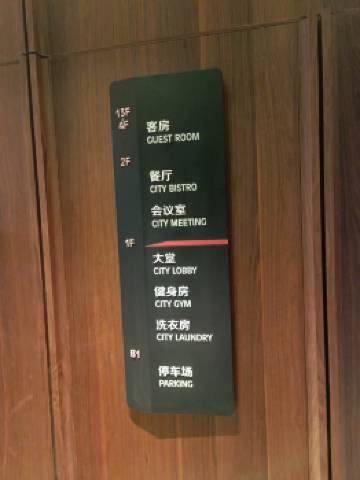 13F
4F
客房
GUEST ROOM
2F
餐厅
CITY BISTRO
会议室
CITY MEETING
1F
大堂
CITY LOBBY
健身房
CITY GYM
洗衣房
CITY LAUNDRY
B1
停车场
PARKING